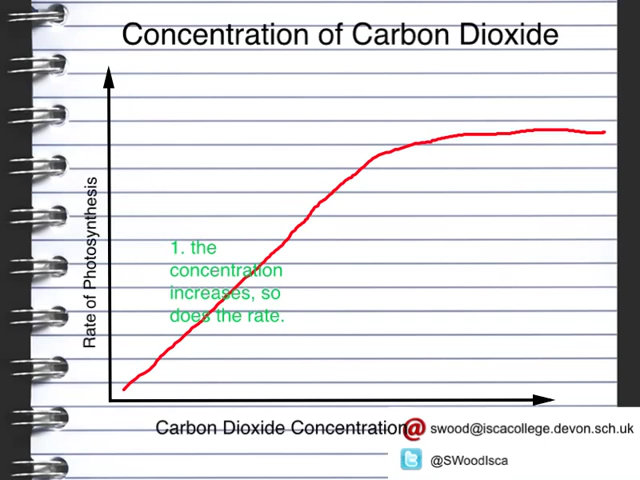 Concentration of Carbon Dioxide
Rate of Photosynthesis
1. the
concentration
increases, so
does the rate.
Carbon Dioxide Concentration
@ swood@iscacollege.devon.sch.uk
@SWoodIsca